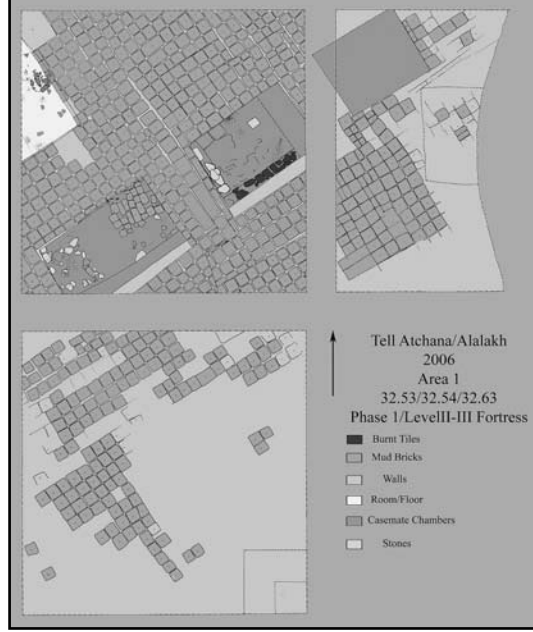 Tell Atchana/Alalakh
2006
Area 1
32.53/32.54/32.63
Phase 1/LevelII-III Fortress
Burnt Tiles
Mud Bricks
Walls
Room/Floor
Casemate Chambers
Stones